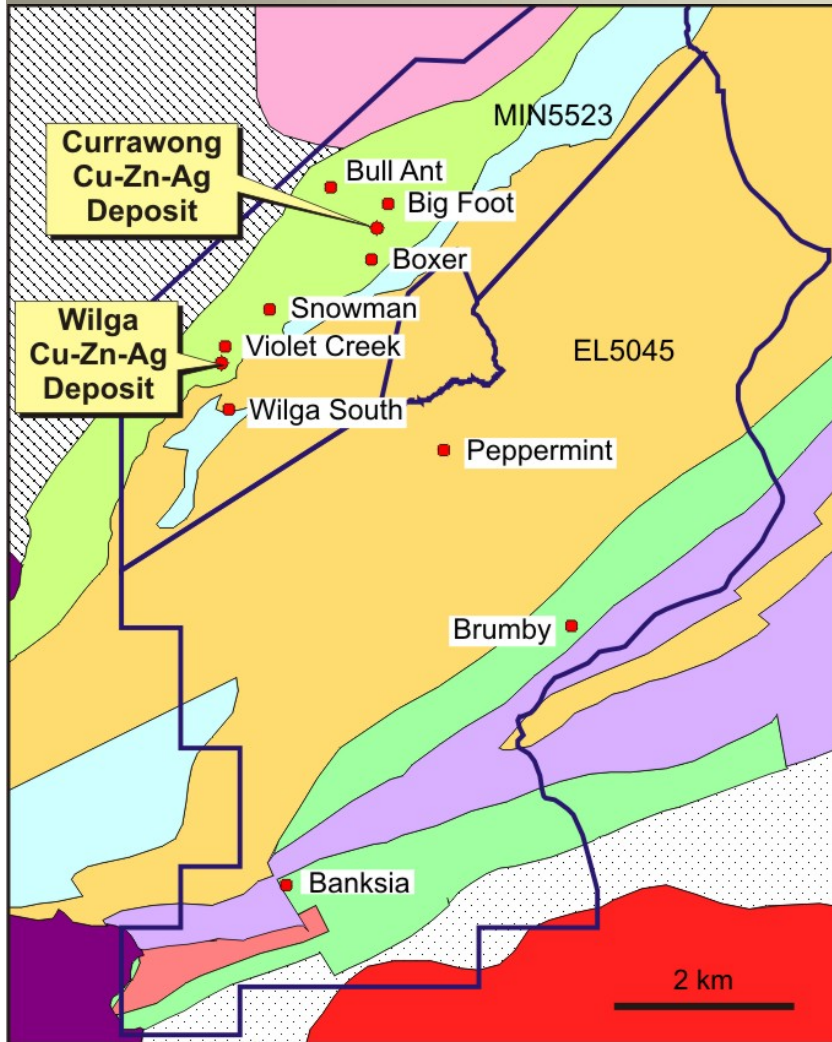 MIN5523
Currawong
Cu-Zn-Ag
Deposit
Bull Ant
Big Foot
Boxer
Snowman
Wilga
Cu-Zn-Ag
Deposit
Violet Creek
EL5045
Wilga South
Peppermint
Brumby
Banksia
2 km